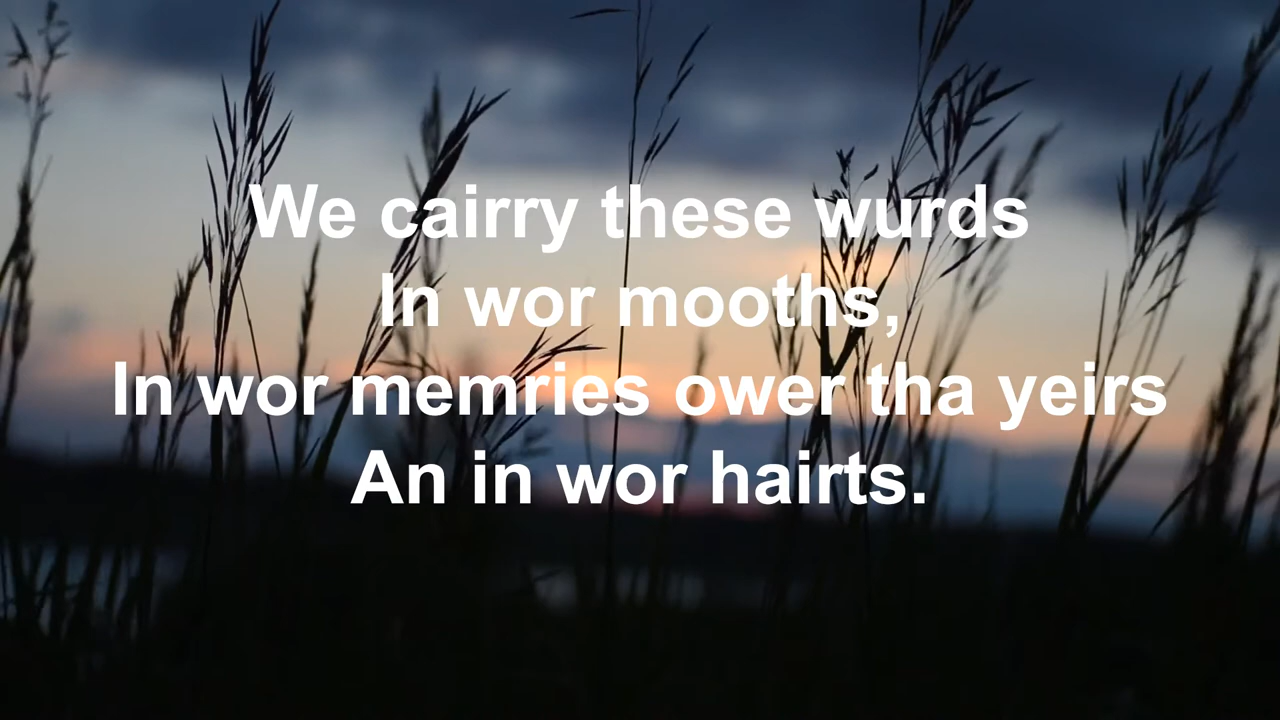 We cairry these wurds
In wor mooths,
In wor memries ower tha yeirs
An in wor hairts.